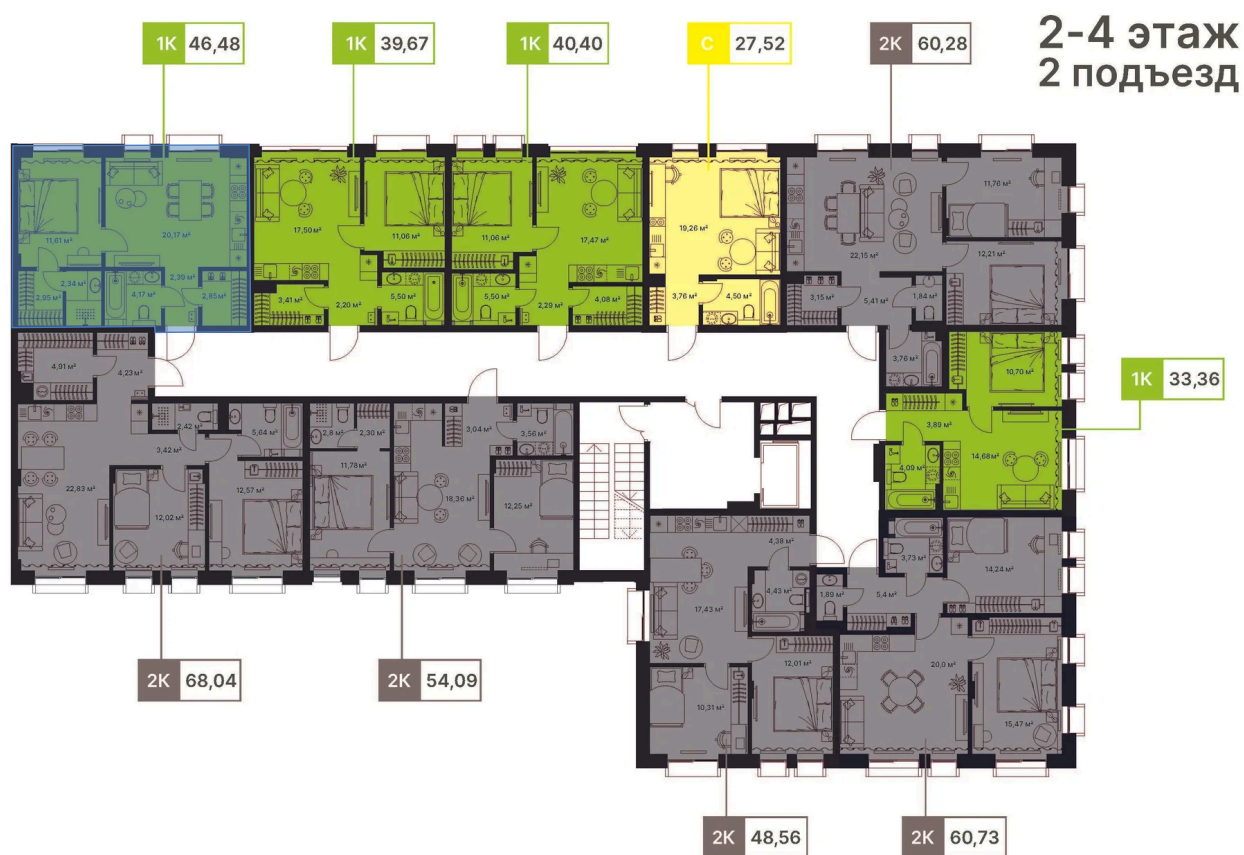 2-4 этаж
2 подъезд
1К 46,48
1К 39,67
1К 40,40
С 27,52
2К 60,28
11,61 м²
20,17 м²
2,34 м²
2,39 м²
2,95 м²
4,17 м²
2,85 м²
17,50 м²
11,06 м²
3,41 м²
2,20 м²
5,50 м²
11,06 м²
17,47 м²
5,50 м²
2,29 м²
4,08 м²
19,26 м²
3,76 м²
4,50 м²
22,15 м²
11,76 м²
12,21 м²
3,15 м²
5,41 м²
1,84 м²
3,76 м²
10,70 м²
3,89 м²
14,68 м²
4,09 м²
1К 33,36
4,91 м²
4,23 м²
2,42 м²
5,64 м²
3,42 м²
22,83 м²
12,02 м²
12,57 м²
2,8 м²
2,30 м²
3,04 м²
3,56 м²
11,78 м²
18,36 м²
12,25 м²
4,38 м²
4,43 м²
17,43 м²
12,01 м²
10,31 м²
3,73 м²
14,24 м²
1,89 м²
5,4 м²
20,0 м²
15,47 м²
2К 68,04
2К 54,09
2К 48,56
2К 60,73